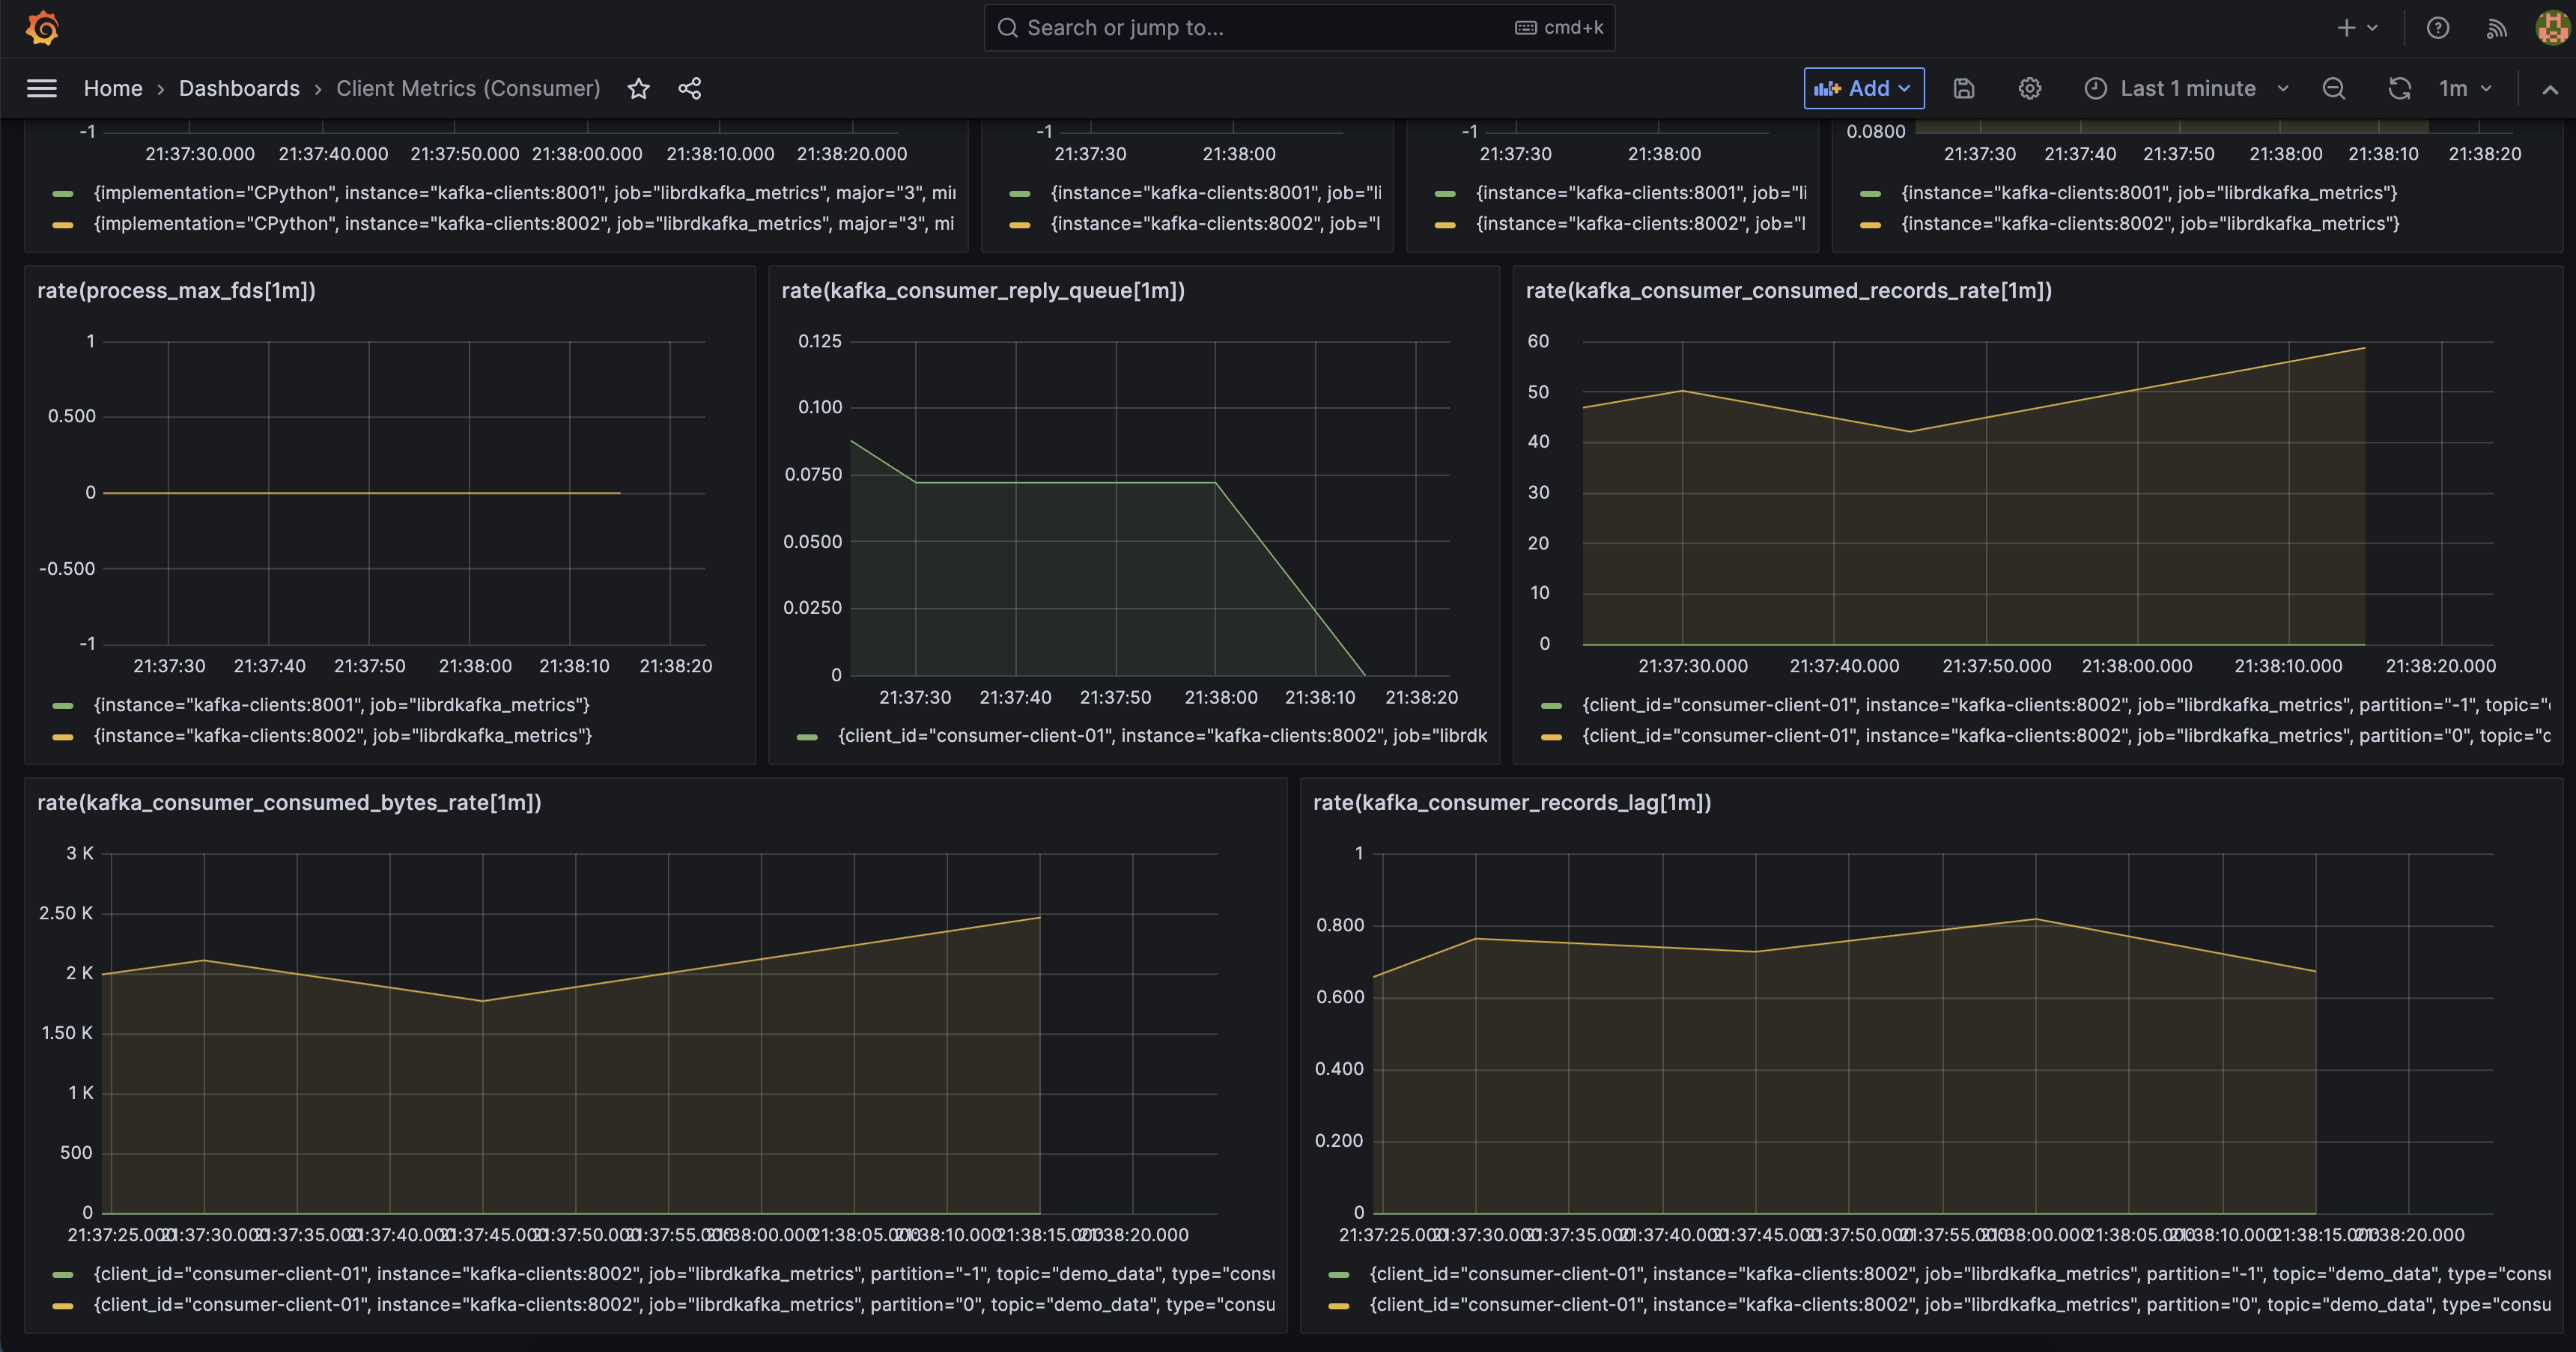 Search or jump to...
cmd+k
Home › Dashboards › Client Metrics (Consumer)
Add
Last 1 minute
1m
-1
21:37:30.000 21:37:40.000 21:37:50.000 21:38:00.000 21:38:10.000 21:38:20.000
{implementation="CPython", instance="kafka-clients:8001", job="librdkafka_metrics", major="3", mi
{implementation="CPython", instance="kafka-clients:8002", job="librdkafka_metrics", major="3", mi
-1
21:37:30 21:38:00
{instance="kafka-clients:8001", job="li
{instance="kafka-clients:8002", job="l
-1
21:37:30 21:38:00
{instance="kafka-clients:8001", job="li
{instance="kafka-clients:8002", job="l
0.0800
21:37:30 21:37:40 21:37:50 21:38:00 21:38:10 21:38:20
{instance="kafka-clients:8001", job="librdkafka_metrics"}
{instance="kafka-clients:8002", job="librdkafka_metrics"}
rate(process_max_fds[1m])
1
0.500
0
-0.500
-1
21:37:30 21:37:40 21:37:50 21:38:00 21:38:10 21:38:20
{instance="kafka-clients:8001", job="librdkafka_metrics"}
{instance="kafka-clients:8002", job="librdkafka_metrics"}
rate(kafka_consumer_reply_queue[1m])
0.125
0.100
0.0750
0.0500
0.0250
0
21:37:30 21:37:40 21:37:50 21:38:00 21:38:10 21:38:20
{client_id="consumer-client-01", instance="kafka-clients:8002", job="librdk
rate(kafka_consumer_consumed_records_rate[1m])
60
50
40
30
20
10
0
21:37:30.000 21:37:40.000 21:37:50.000 21:38:00.000 21:38:10.000 21:38:20.000
{client_id="consumer-client-01", instance="kafka-clients:8002", job="librdkafka_metrics", partition="-1", topic="
{client_id="consumer-client-01", instance="kafka-clients:8002", job="librdkafka_metrics", partition="0", topic="
rate(kafka_consumer_consumed_bytes_rate[1m])
3 K
2.50 K
2 K
1.50 K
1 K
500
0
21:37:25.000 21:37:30.000 21:37:35.000 21:37:40.000 21:37:45.000 21:37:50.000 21:37:55.000 21:38:00.000 21:38:05.000 21:38:10.000 21:38:15.000 21:38:20.000
{client_id="consumer-client-01", instance="kafka-clients:8002", job="librdkafka_metrics", partition="-1", topic="demo_data", type="consu
{client_id="consumer-client-01", instance="kafka-clients:8002", job="librdkafka_metrics", partition="0", topic="demo_data", type="consu
rate(kafka_consumer_records_lag[1m])
1
0.800
0.600
0.400
0.200
0
21:37:25.000 21:37:30.000 21:37:35.000 21:37:40.000 21:37:45.000 21:37:50.000 21:37:55.000 21:38:00.000 21:38:05.000 21:38:10.000 21:38:15.000 21:38:20.000
{client_id="consumer-client-01", instance="kafka-clients:8002", job="librdkafka_metrics", partition="-1", topic="demo_data", type="consu
{client_id="consumer-client-01", instance="kafka-clients:8002", job="librdkafka_metrics", partition="0", topic="demo_data", type="consu